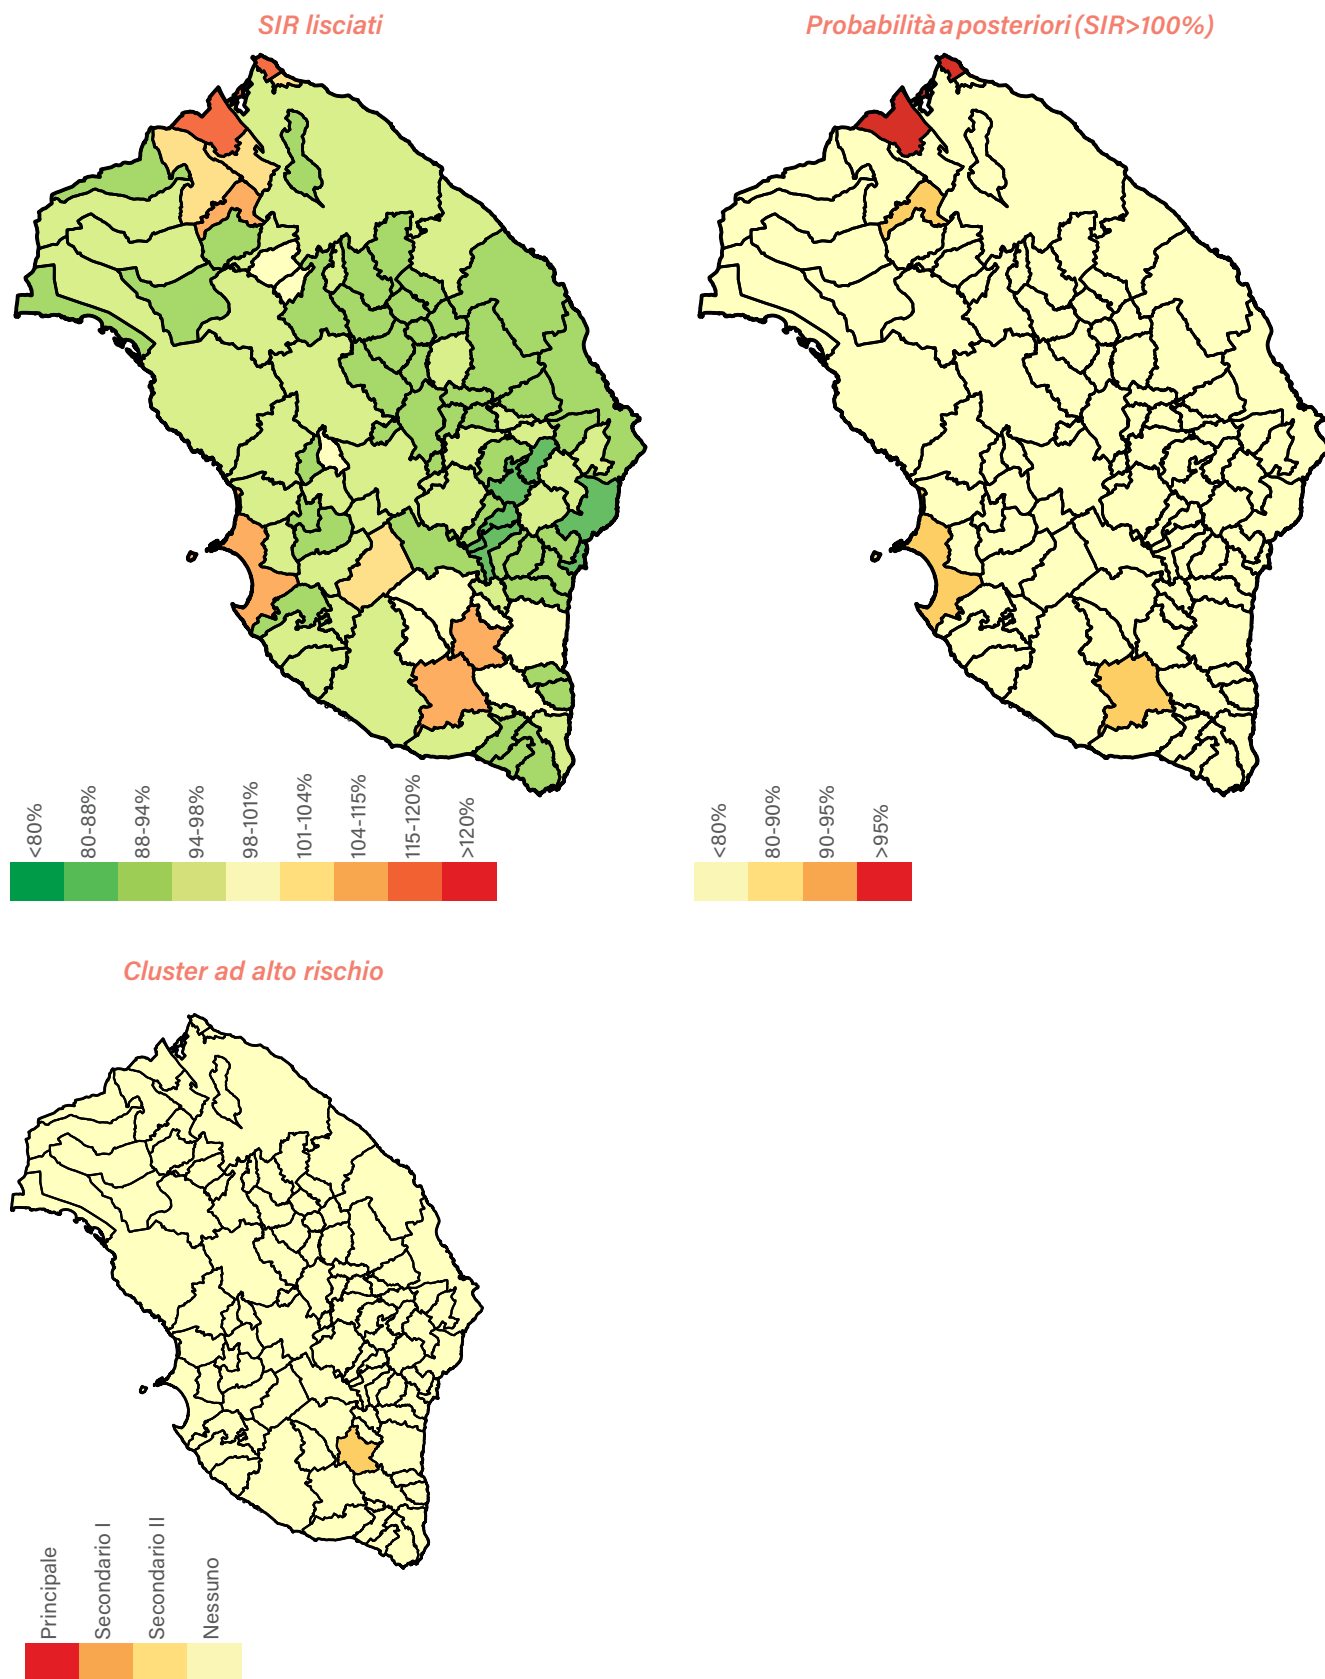 SIR lisciati
Probabilità a posteriori (SIR>100%)
<80%
80-88%
88-94%
94-98%
98-101%
101-104%
104-115%
115-120%
>120%
<80%
80-90%
90-95%
>95%
Cluster ad alto rischio
Principale
Secondario I
Secondario II
Nessuno